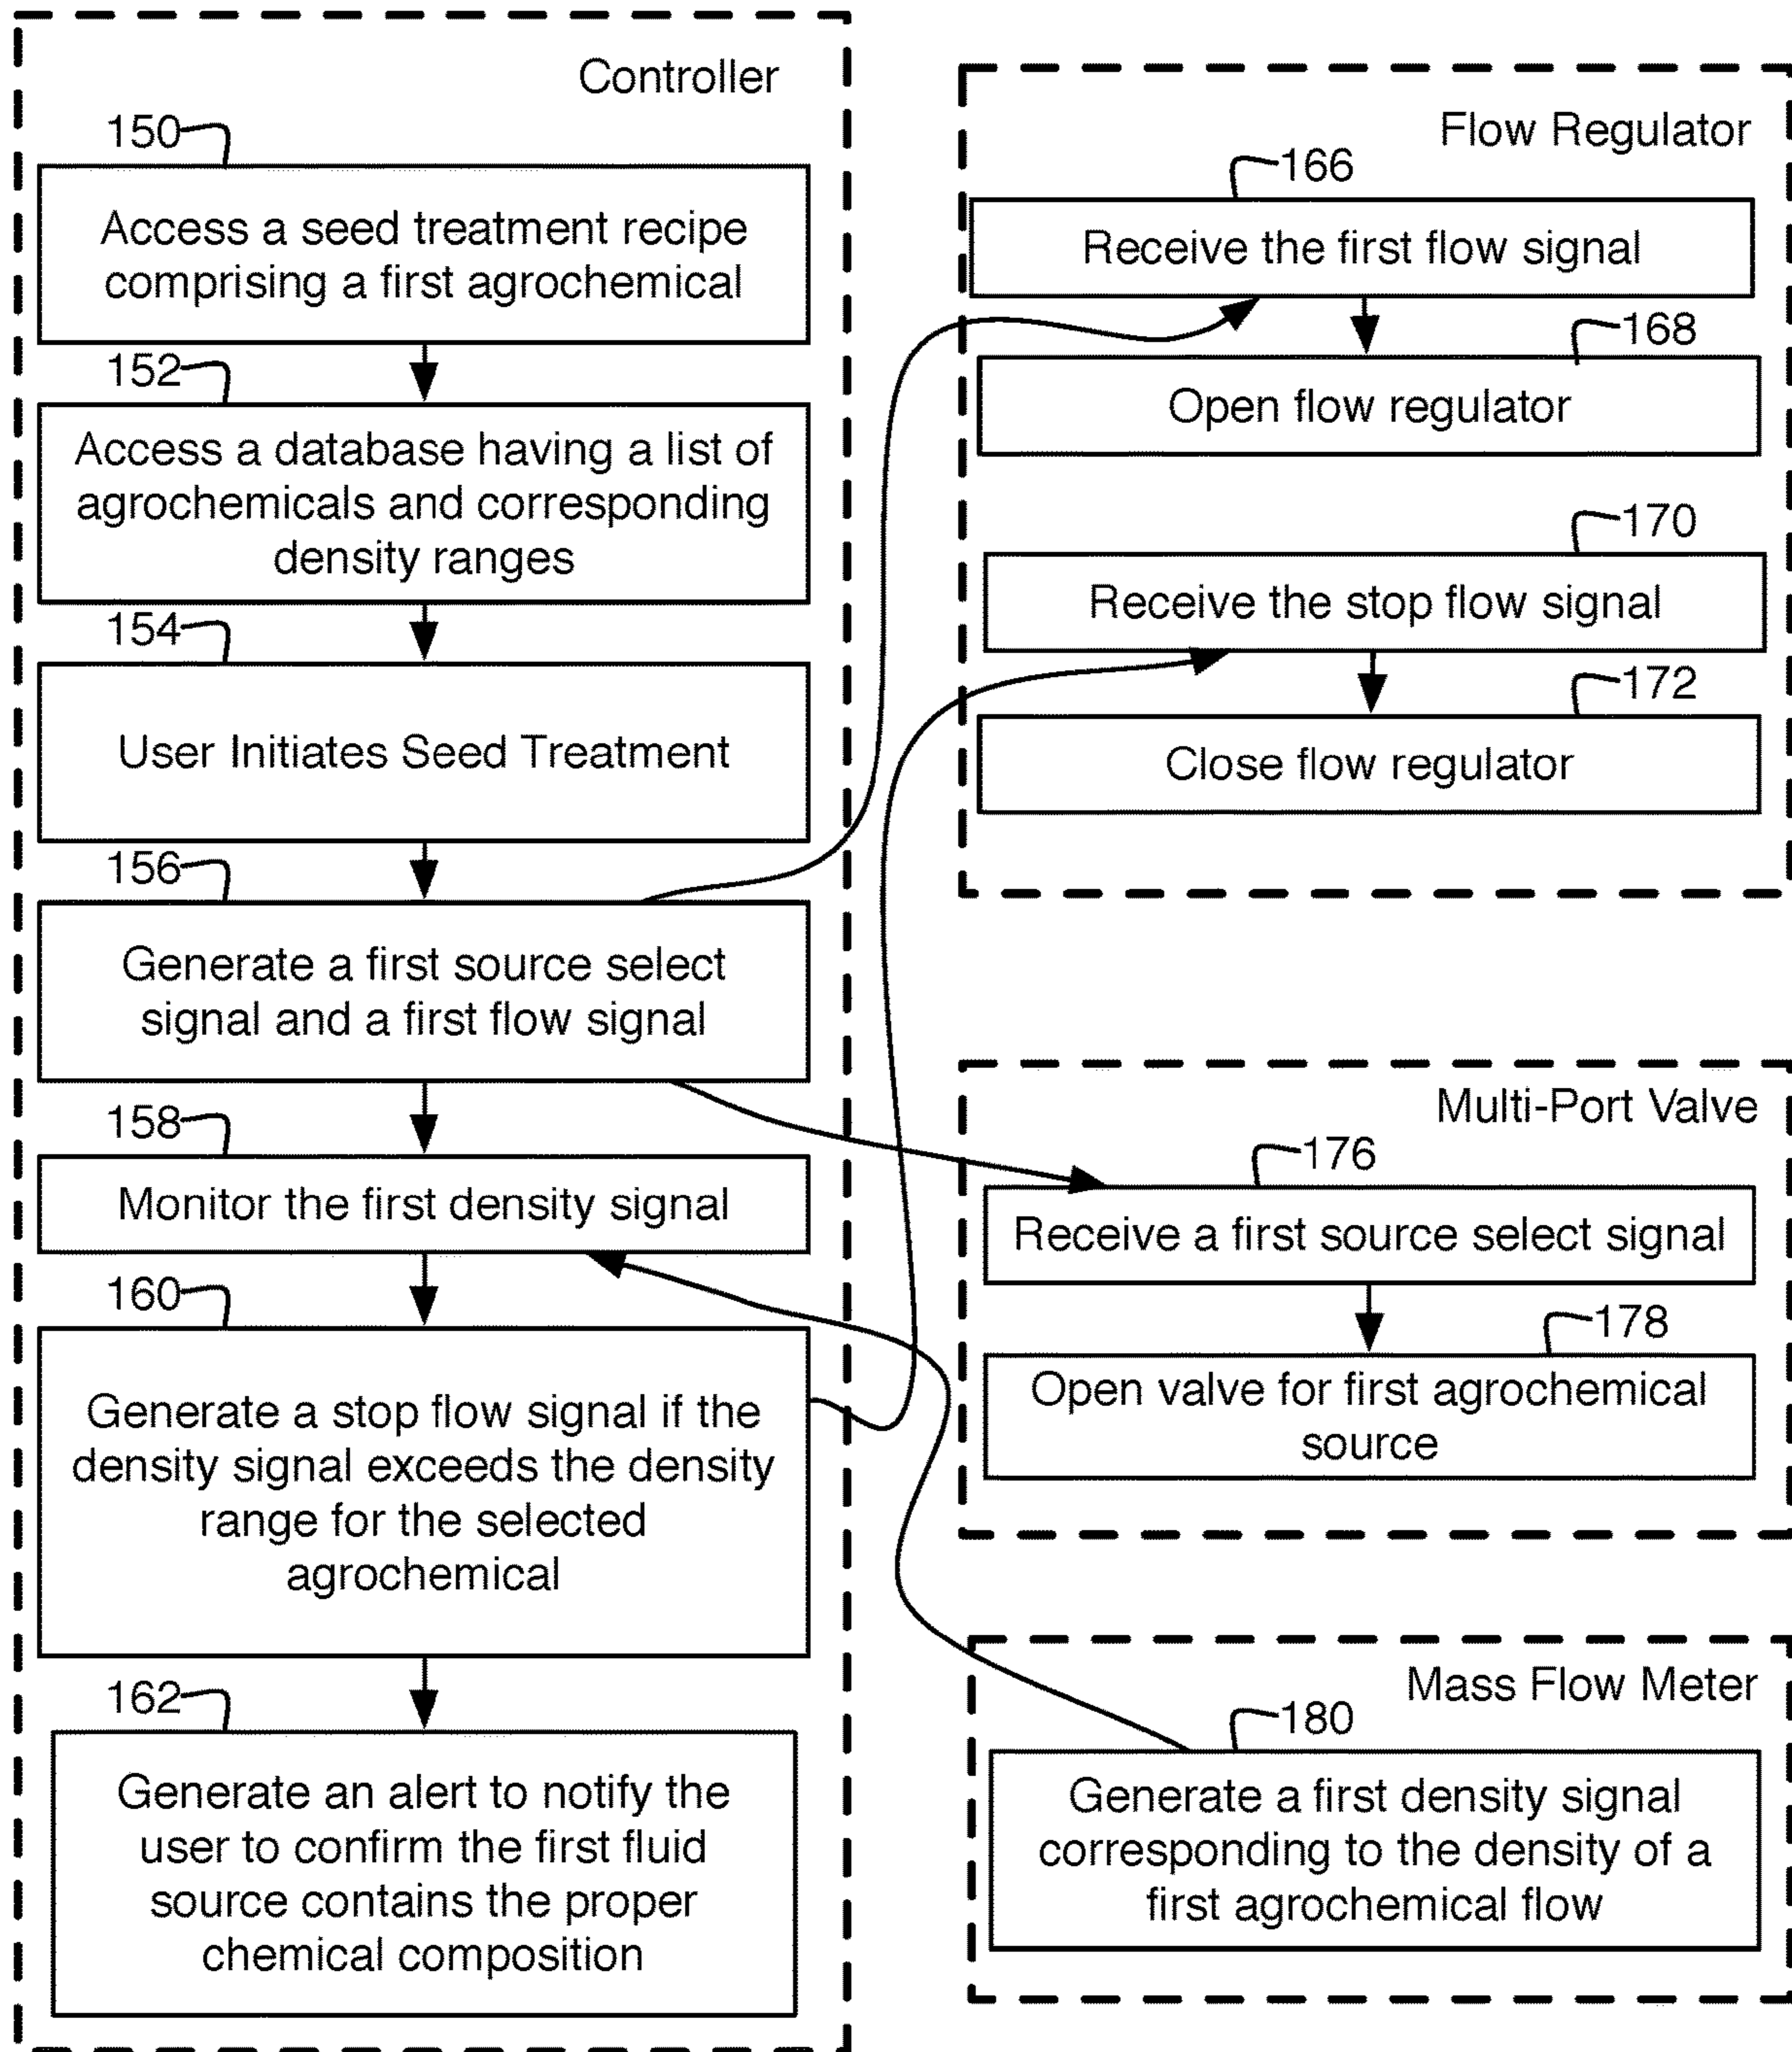 Controller
150
Access a seed treatment recipe
comprising a first agrochemical
152
Access a database having a list of
agrochemicals and corresponding
density ranges
154
User Initiates Seed Treatment
156
Generate a first source select
signal and a first flow signal
158
Monitor the first density signal
160
Generate a stop flow signal if the
density signal exceeds the density
range for the selected
agrochemical
162
Generate an alert to notify the
user to confirm the first fluid
source contains the proper
chemical composition
Flow Regulator
166
Receive the first flow signal
168
Open flow regulator
170
Receive the stop flow signal
172
Close flow regulator
Multi-Port Valve
176
Receive a first source select signal
178
Open valve for first agrochemical
source
Mass Flow Meter
180
Generate a first density signal
corresponding to the density of a
first agrochemical flow